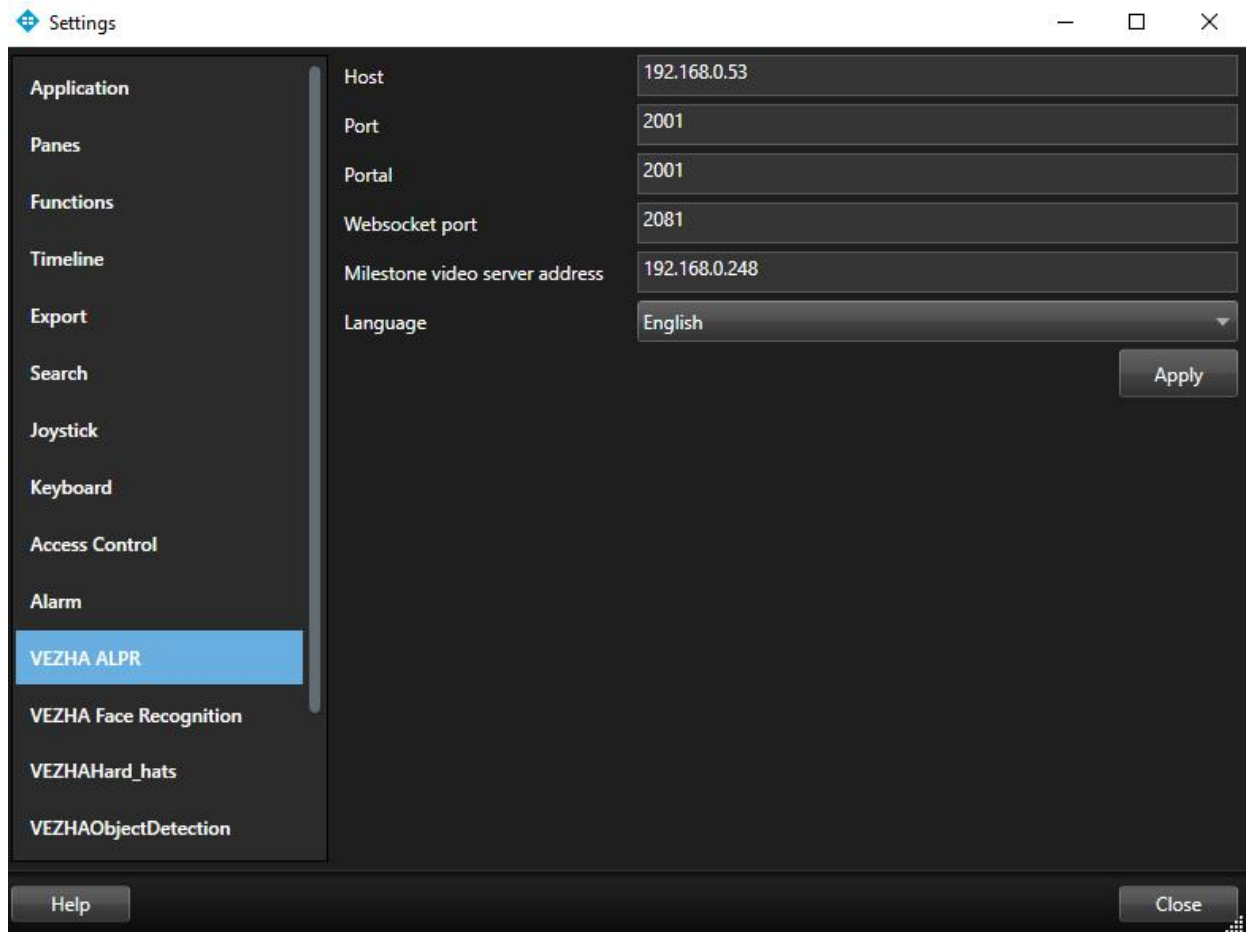 Settings
Application
Panes
Functions
Timeline
Export
Search
Joystick
Keyboard
Access Control
Alarm
VEZHA ALPR
VEZHA Face Recognition
VEZHAHard_hats
VEZHAObjectDetection
Host 192.168.0.53
Port 2001
Portal 2001
Websocket port 2081
Milestone video server address 192.168.0.248
Language English
Apply
Help Close